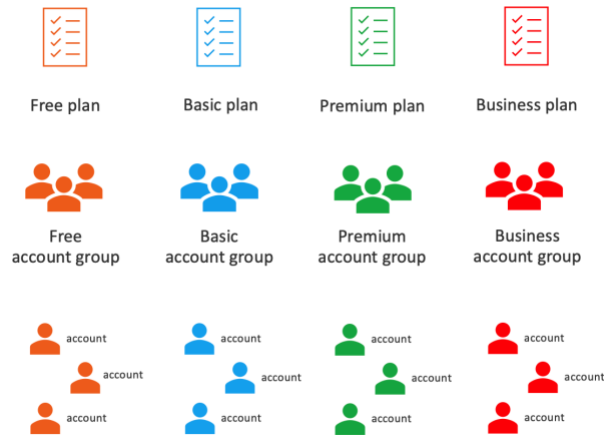 Free plan
Basic plan
Premium plan
Business plan
Free
account group
Basic
account group
Premium
account group
Business
account group
account
account
account
account
account
account
account
account
account
account
account
account